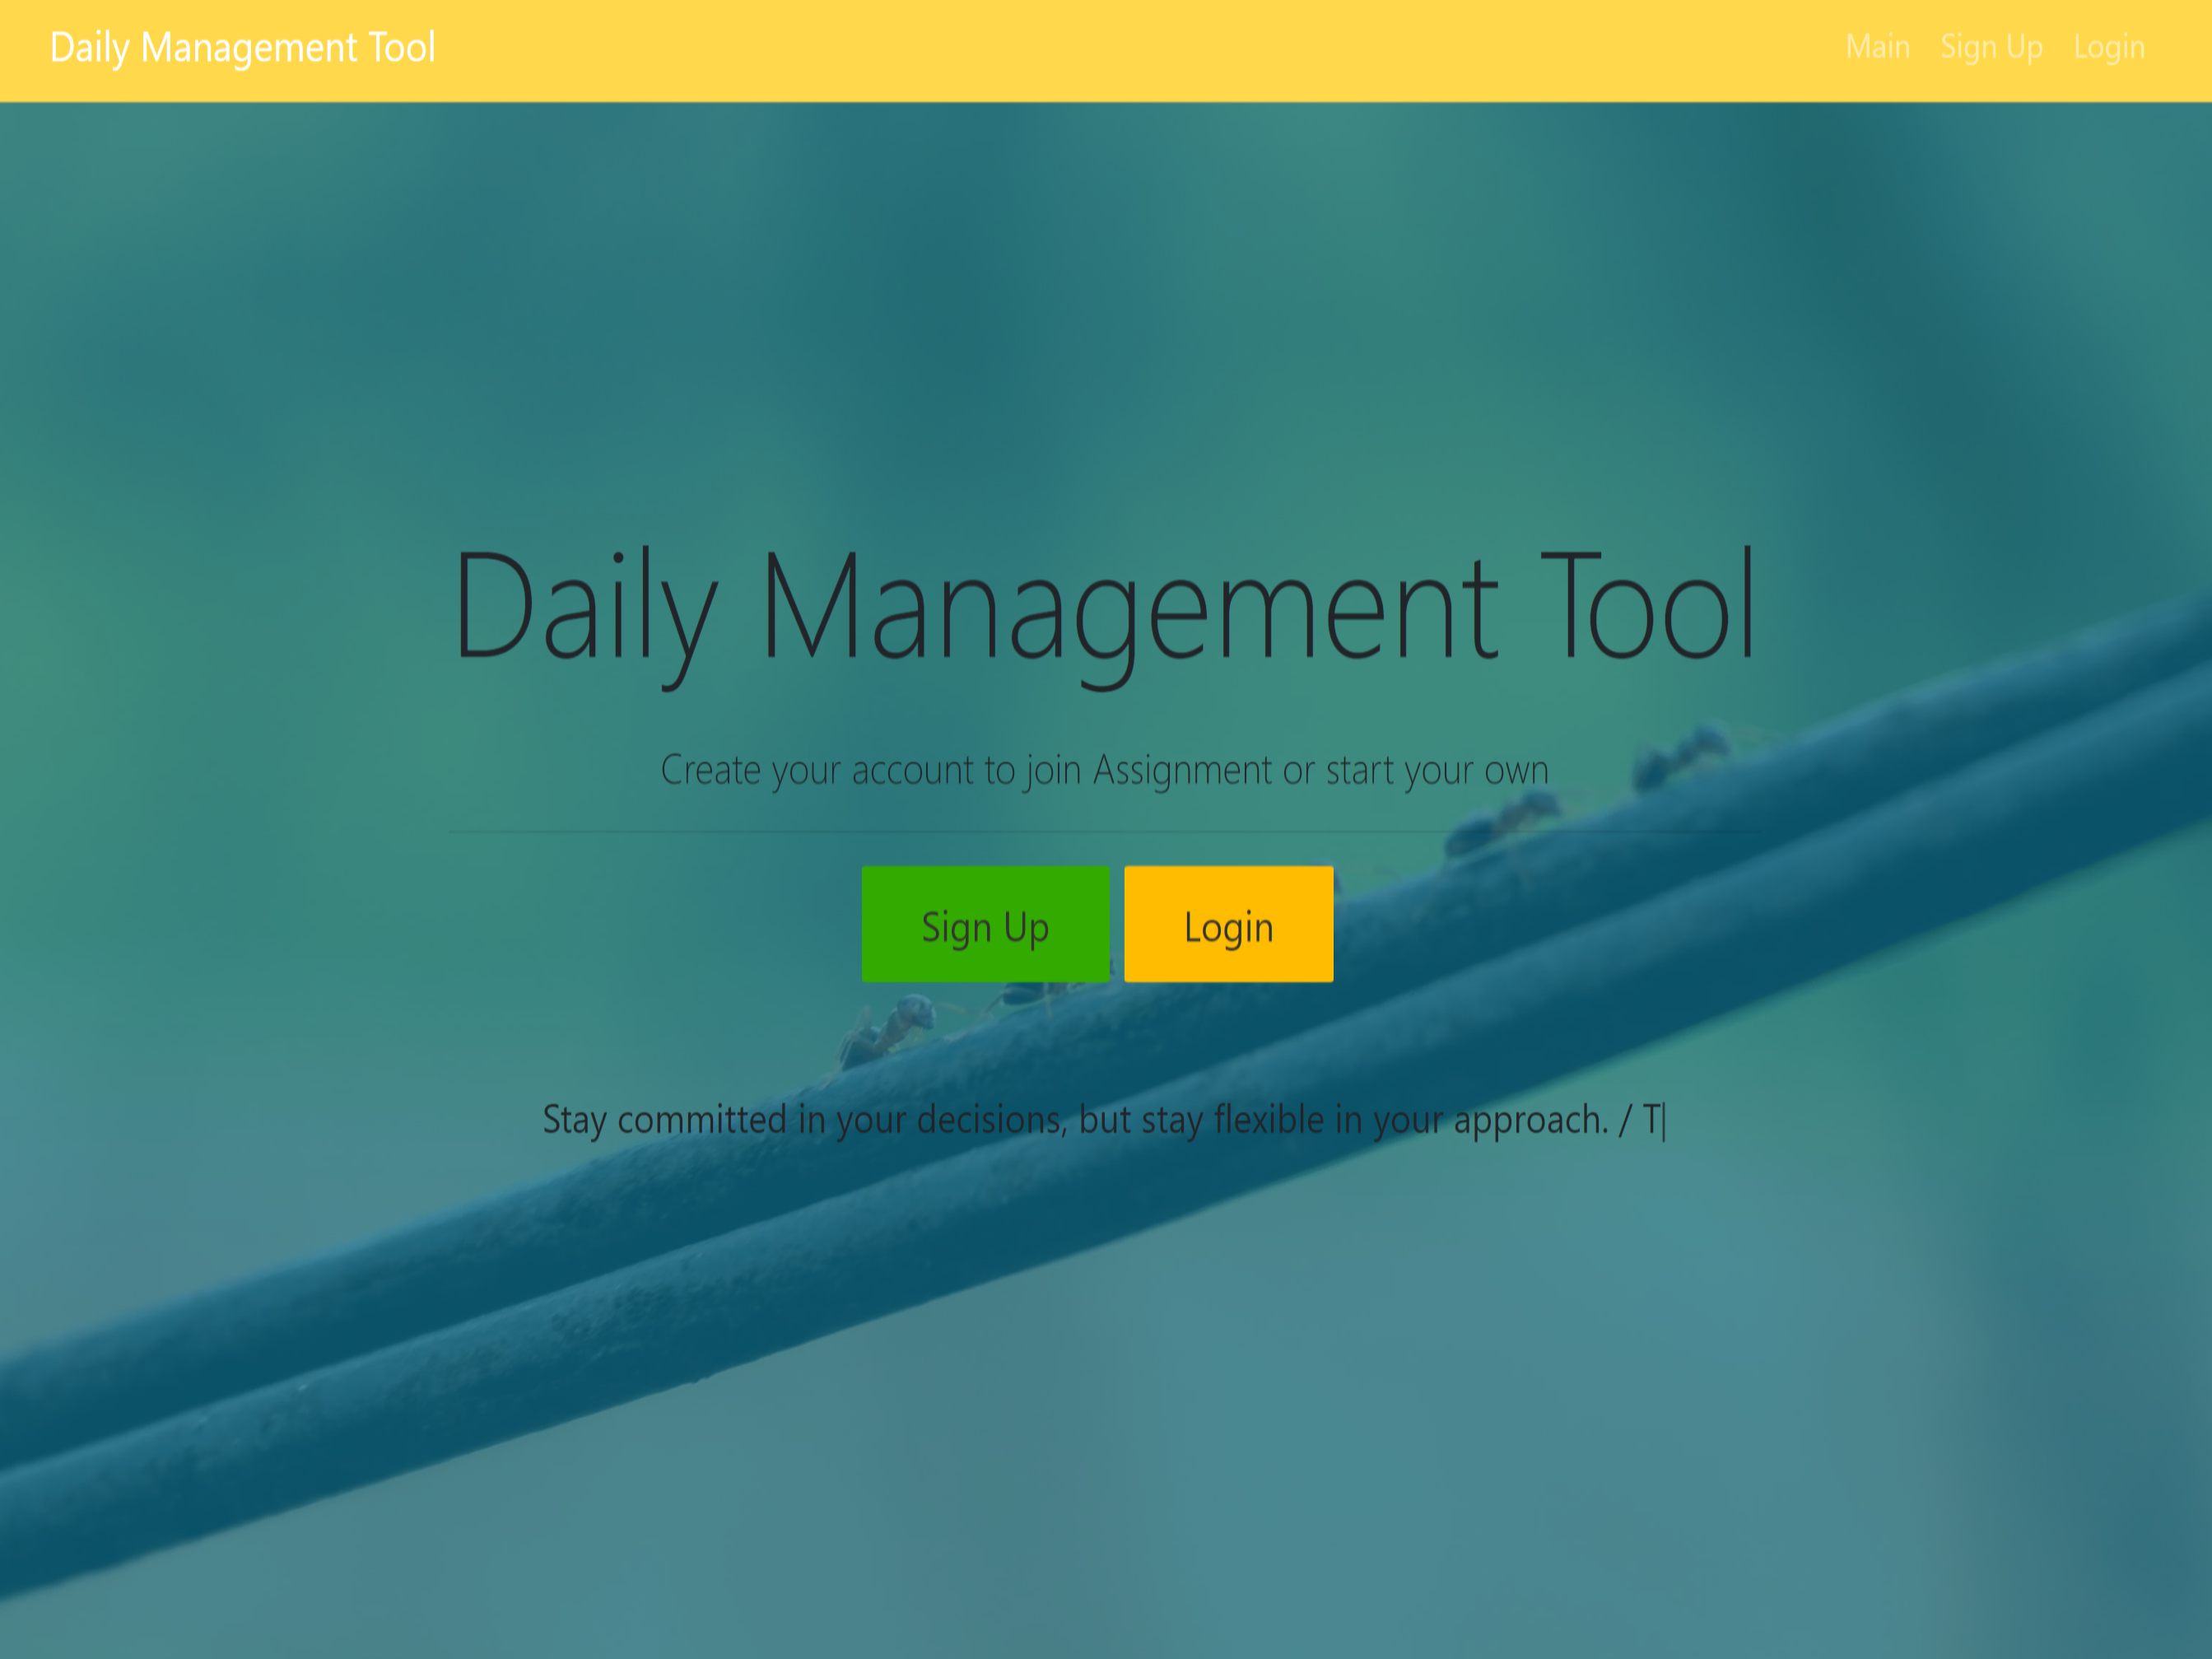 Daily Management Tool
Main Sign Up Login
Daily Management Tool
Create your account to join Assignment or start your own
Sign Up Login
Stay committed in your decisions, but stay flexible in your approach. / T|